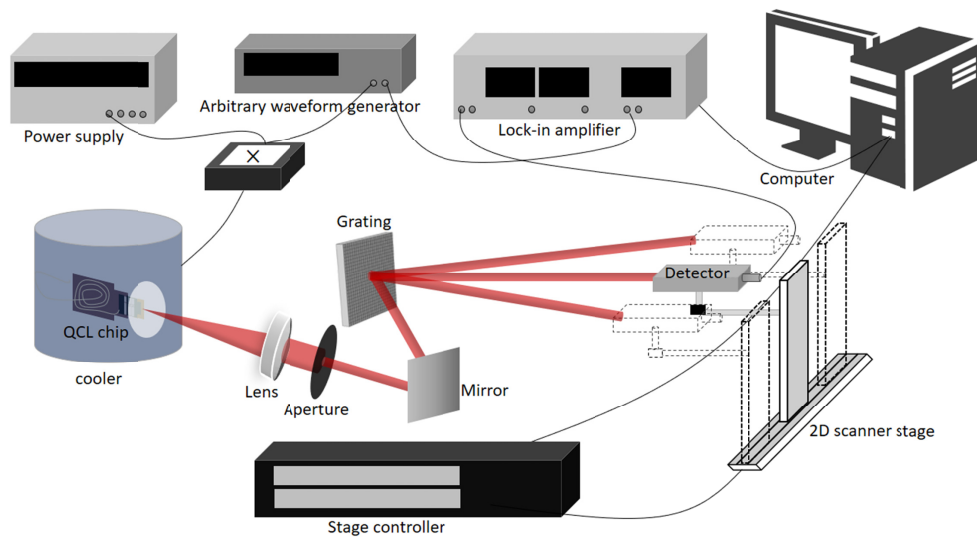 Power supply
Arbitrary waveform generator
Lock-in amplifier
Computer
X
Grating
Detector
QCL chip
cooler
Lens
Aperture
Mirror
2D scanner stage
Stage controller